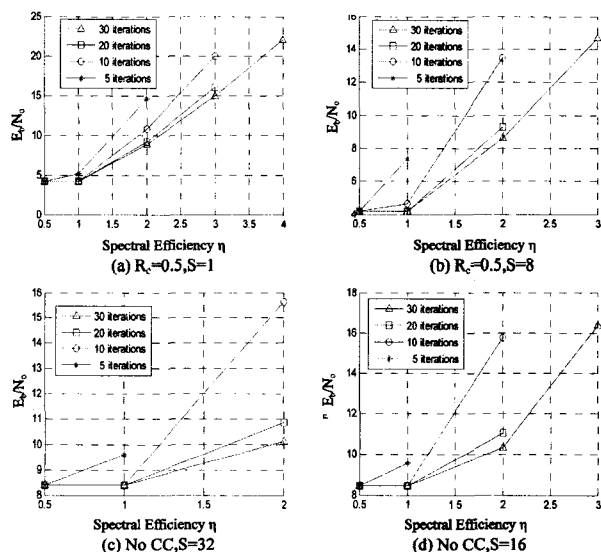 25
20
15
10
5
0
E_b/N_o
30 iterations
20 iterations
10 iterations
5 iterations
0.5 1 1.5 2 2.5 3 3.5 4
Spectral Efficiency η
(a) R_c=0.5,S=1
16
14
12
10
8
6
4
E_b/N_o
30 iterations
20 iterations
10 iterations
5 iterations
0.5 1 1.5 2 2.5 3
Spectral Efficiency η
(b) R_c=0.5,S=8
16
15
14
13
12
11
10
9
8
E_b/N_o
30 iterations
20 iterations
10 iterations
5 iterations
0.5 1 1.5 2
Spectral Efficiency η
(c) No CC,S=32
18
16
14
12
10
8
E_b/N_o
30 iterations
20 iterations
10 iterations
5 iterations
0.5 1 1.5 2 2.5 3
Spectral Efficiency η
(d) No CC,S=16